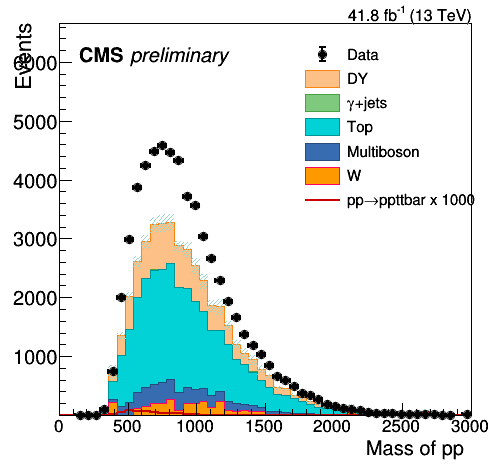 41.8 fb⁻¹ (13 TeV)
Events
CMS preliminary
Data
DY
γ+jets
Top
Multiboson
W
pp→ppttbar x 1000
6000
5000
4000
3000
2000
1000
0 500 1000 1500 2000 2500 3000
Mass of pp